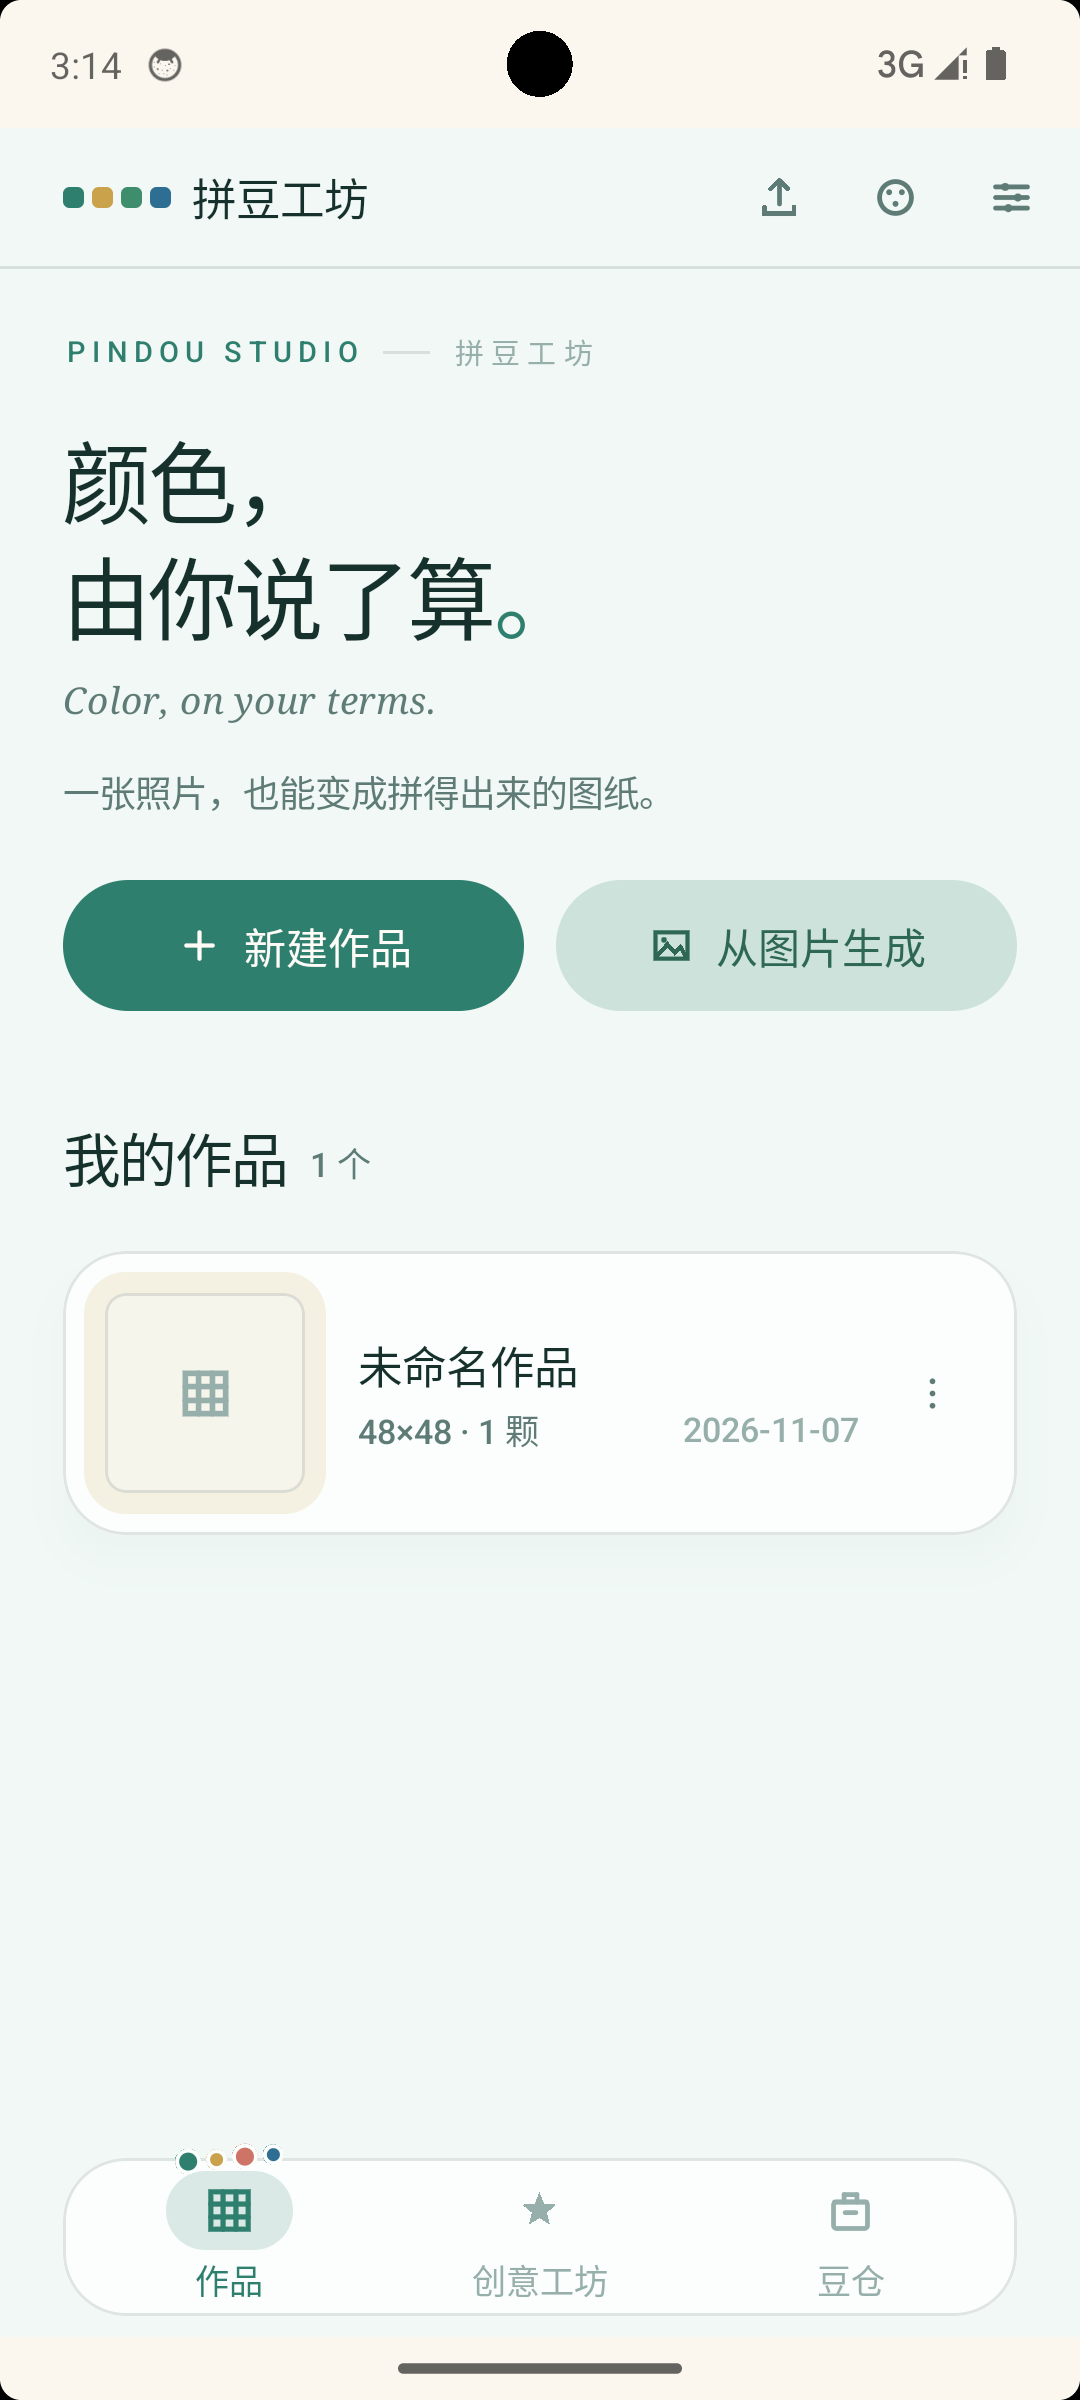 3:14
3G
拼豆工坊
PINDOU STUDIO — 拼豆工坊
颜色，
由你说了算。
Color, on your terms.
一张照片，也能变成拼得出来的图纸。
新建作品
从图片生成
我的作品 1 个
未命名作品
48×48 · 1 颗 2026-11-07
作品
创意工坊
豆仓